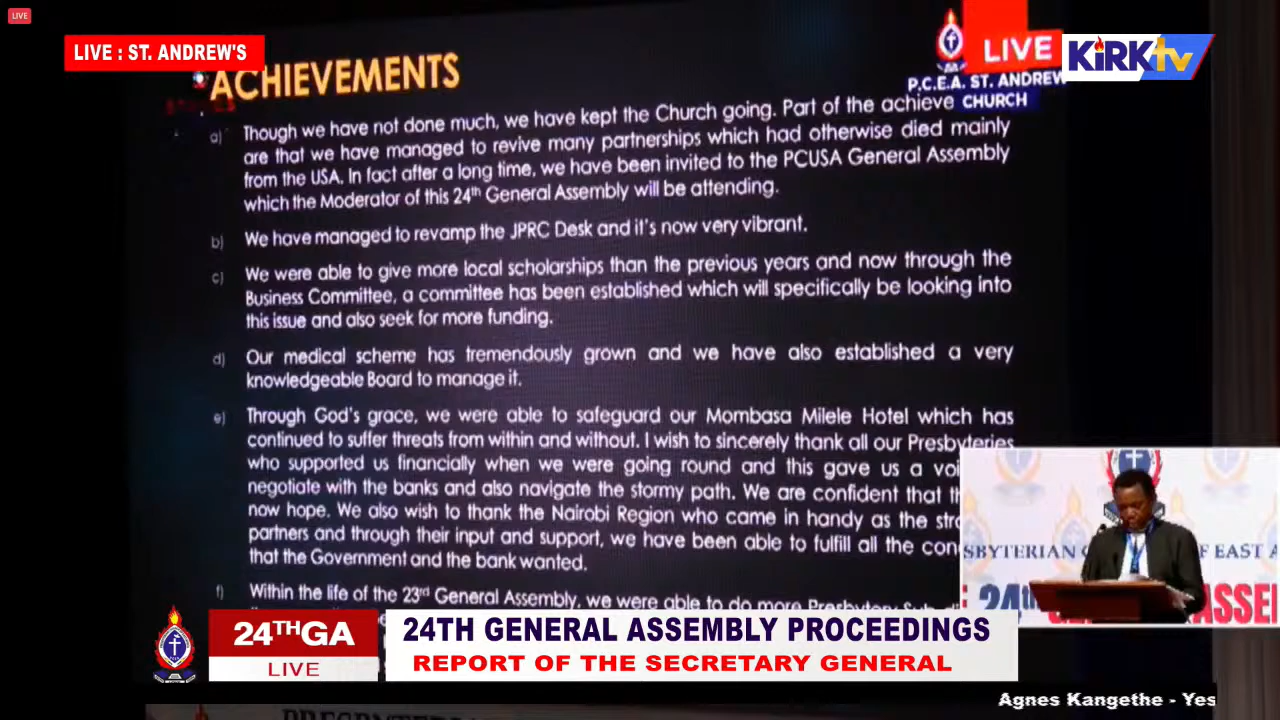 LIVE
LIVE : ST. ANDREW'S
LIVE
KiRKtv
P.C.E.A. ST. ANDREW
CHURCH
ACHIEVEMENTS
a) Though we have not done much, we have kept the Church going. Part of the achieve
are that we have managed to revive many partnerships which had otherwise died mainly
from the USA. In fact after a long time, we have been invited to the PCUSA General Assembly
which the Moderator of this 24th General Assembly will be attending.
b) We have managed to revamp the JPRC Desk and it's now very vibrant.
c) We were able to give more local scholarships than the previous years and now through the
Business Committee, a committee has been established which will specifically be looking into
this issue and also seek for more funding.
d) Our medical scheme has tremendously grown and we have also established a very
knowledgeable Board to manage it.
e) Through God's grace, we were able to safeguard our Mombasa Milele Hotel which has
continued to suffer threats from within and without. I wish to sincerely thank all our Presbyteries
who supported us financially when we were going round and this gave us a voi
negotiate with the banks and also navigate the stormy path. We are confident that th
now hope. We also wish to thank the Nairobi Region who came in handy as the stro
partners and through their input and support, we have been able to fulfill all the con
that the Government and the bank wanted.
f) Within the life of the 23rd General Assembly, we were able to do more Presbytery Sub
SBYTERIAN C F EAST A
24th ASSE
24TH GA
LIVE
24TH GENERAL ASSEMBLY PROCEEDINGS
REPORT OF THE SECRETARY GENERAL
Agnes Kangethe - Yes